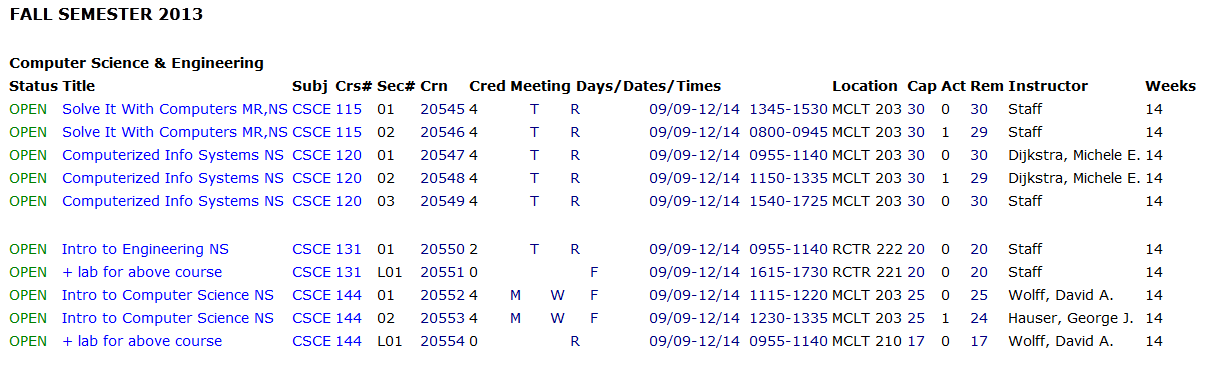 FALL SEMESTER 2013
Computer Science & Engineering
Status Title Subj Crs# Sec# Crn Cred Meeting Days/Dates/Times Location Cap Act Rem Instructor Weeks
OPEN Solve It With Computers MR,NS CSCE 115 01 20545 4 T R 09/09-12/14 1345-1530 MCLT 203 30 0 30 Staff 14
OPEN Solve It With Computers MR,NS CSCE 115 02 20546 4 T R 09/09-12/14 0800-0945 MCLT 203 30 1 29 Staff 14
OPEN Computerized Info Systems NS CSCE 120 01 20547 4 T R 09/09-12/14 0955-1140 MCLT 203 30 0 30 Dijkstra, Michele E. 14
OPEN Computerized Info Systems NS CSCE 120 02 20548 4 T R 09/09-12/14 1150-1335 MCLT 203 30 1 29 Dijkstra, Michele E. 14
OPEN Computerized Info Systems NS CSCE 120 03 20549 4 T R 09/09-12/14 1540-1725 MCLT 203 30 0 30 Staff 14
OPEN Intro to Engineering NS CSCE 131 01 20550 2 T R 09/09-12/14 0955-1140 RCTR 222 20 0 20 Staff 14
OPEN + lab for above course CSCE 131 L01 20551 0 F 09/09-12/14 1615-1730 RCTR 221 20 0 20 Staff 14
OPEN Intro to Computer Science NS CSCE 144 01 20552 4 M W F 09/09-12/14 1115-1220 MCLT 203 25 0 25 Wolff, David A. 14
OPEN Intro to Computer Science NS CSCE 144 02 20553 4 M W F 09/09-12/14 1230-1335 MCLT 203 25 1 24 Hauser, George J. 14
OPEN + lab for above course CSCE 144 L01 20554 0 R 09/09-12/14 0955-1140 MCLT 210 17 0 17 Wolff, David A. 14